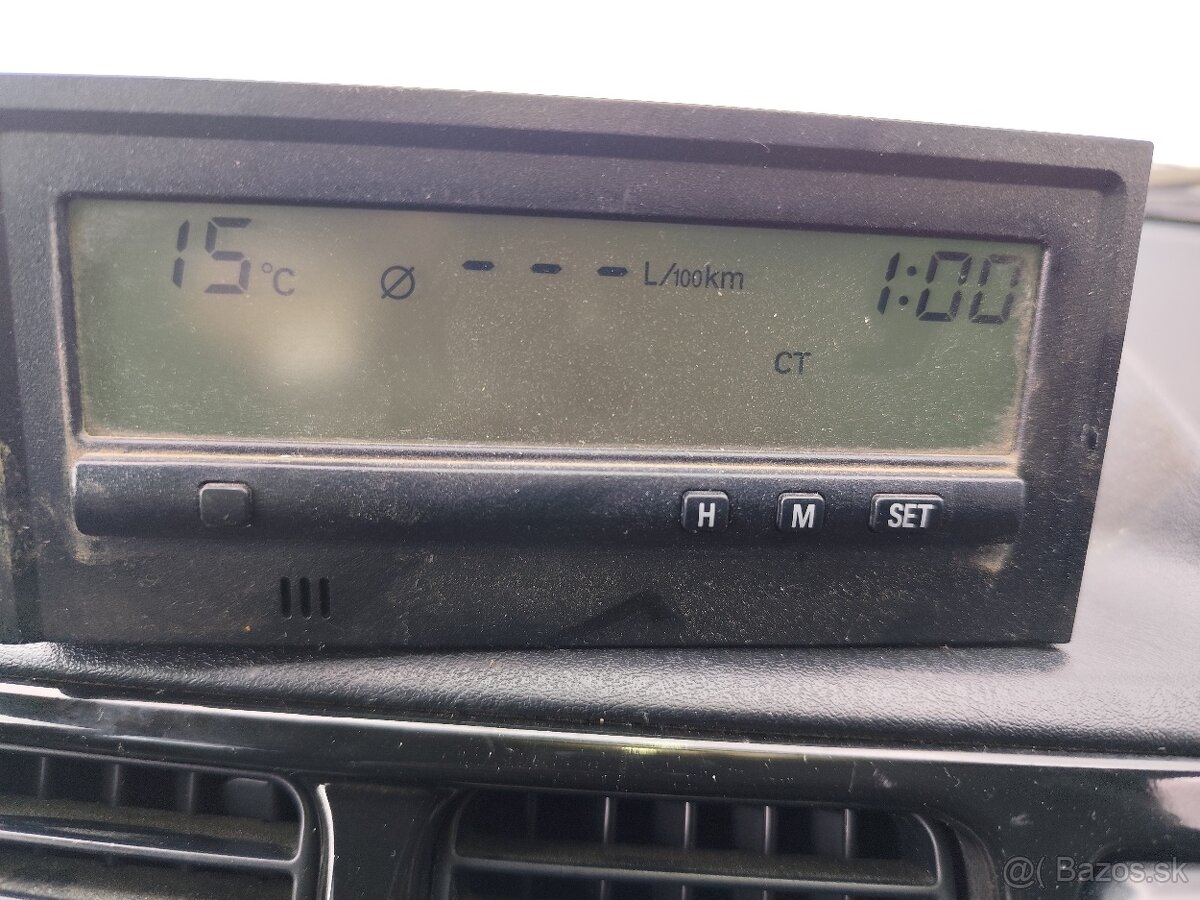 15°C Ø --- L/100km 1:00
CT
H M SET
@( Bazos.sk